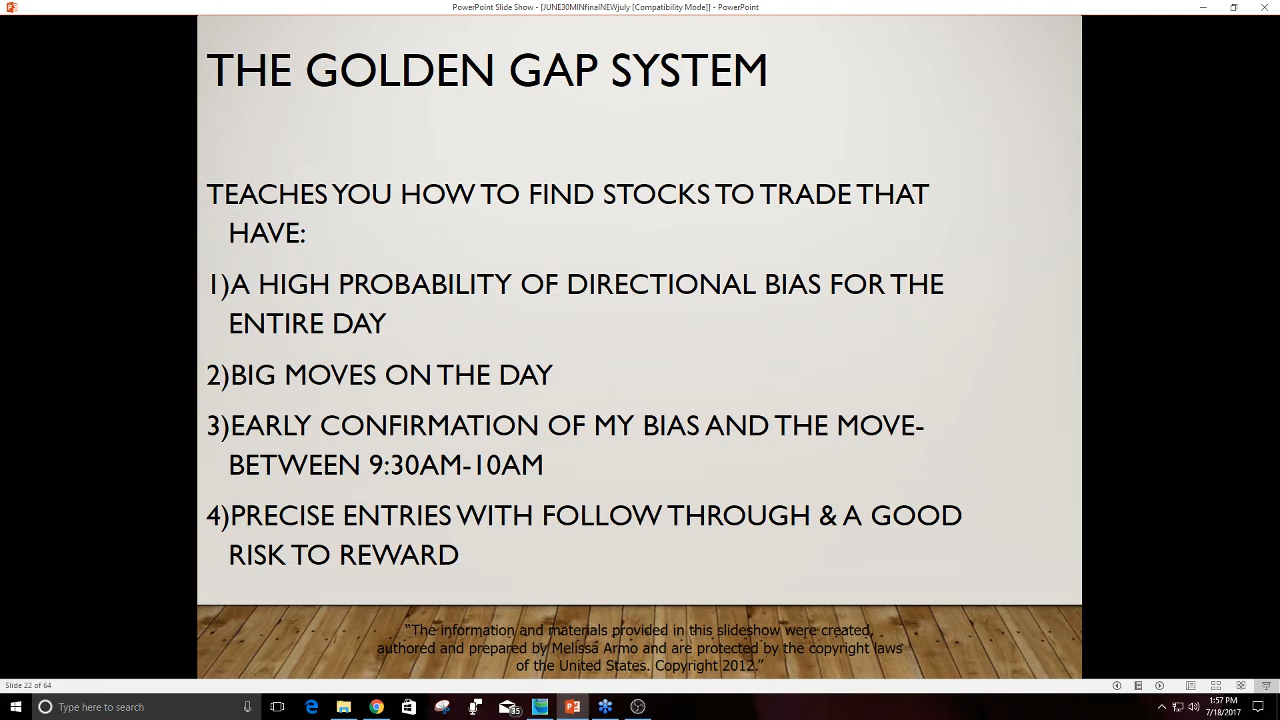 PowerPoint Slide Show - [JUNE30MINfinalNEWjuly [Compatibility Mode]] - PowerPoint
THE GOLDEN GAP SYSTEM
TEACHES YOU HOW TO FIND STOCKS TO TRADE THAT
HAVE:
1)A HIGH PROBABILITY OF DIRECTIONAL BIAS FOR THE
ENTIRE DAY
2)BIG MOVES ON THE DAY
3)EARLY CONFIRMATION OF MY BIAS AND THE MOVE-
BETWEEN 9:30AM-10AM
4)PRECISE ENTRIES WITH FOLLOW THROUGH & A GOOD
RISK TO REWARD
“The information and materials provided in this slideshow were created,
authored and prepared by Melissa Armo and are protected by the copyright laws
of the United States. Copyright 2012.”
Slide 22 of 64
Type here to search
35
1:57 PM
7/18/2017